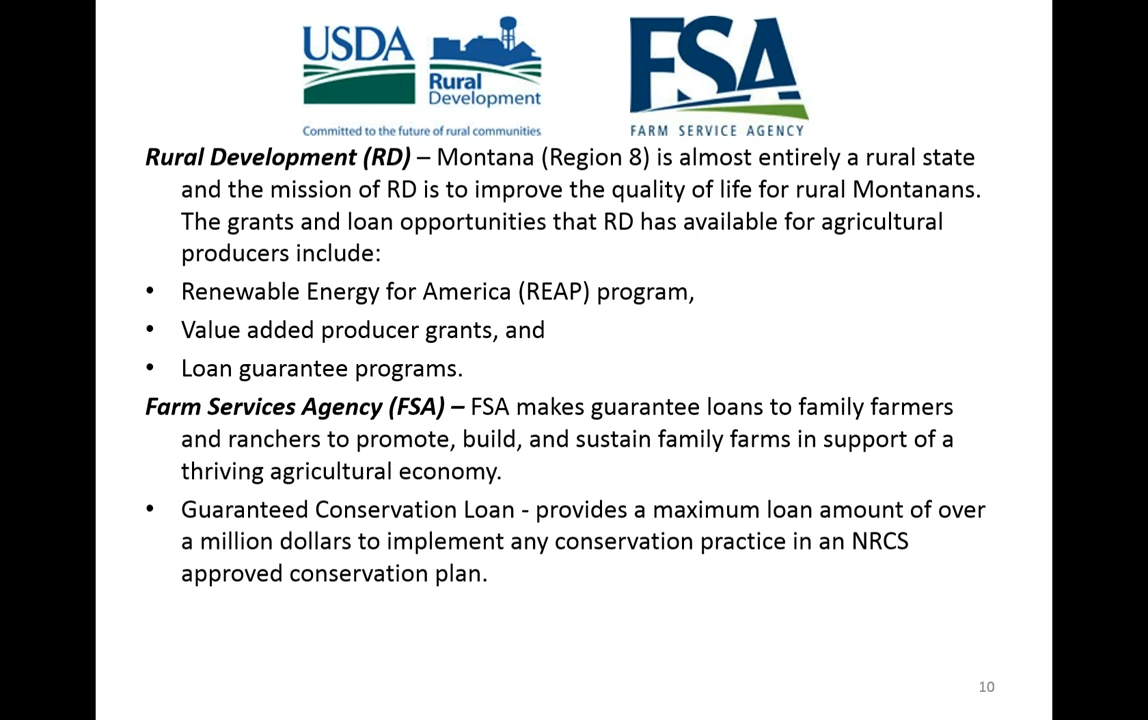 USDA
Rural
Development
Committed to the future of rural communities
FSA
FARM SERVICE AGENCY
Rural Development (RD) – Montana (Region 8) is almost entirely a rural state
and the mission of RD is to improve the quality of life for rural Montanans.
The grants and loan opportunities that RD has available for agricultural
producers include:
• Renewable Energy for America (REAP) program,
• Value added producer grants, and
• Loan guarantee programs.
Farm Services Agency (FSA) – FSA makes guarantee loans to family farmers
and ranchers to promote, build, and sustain family farms in support of a
thriving agricultural economy.
• Guaranteed Conservation Loan - provides a maximum loan amount of over
a million dollars to implement any conservation practice in an NRCS
approved conservation plan.
10